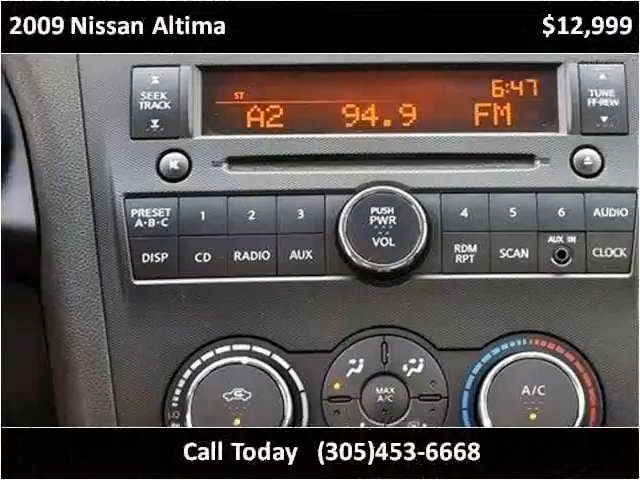 2009 Nissan Altima $12,999
SEEK
TRACK
ST
6:47
A2 94.9 FM
TUNE
FF·REW
PRESET
A·B·C
1 2 3
PUSH
PWR
VOL
4 5 6 AUDIO
DISP CD RADIO AUX
RDM
RPT
SCAN
AUX IN
CLOCK
LO
MAX
A/C
A/C
Call Today (305)453-6668